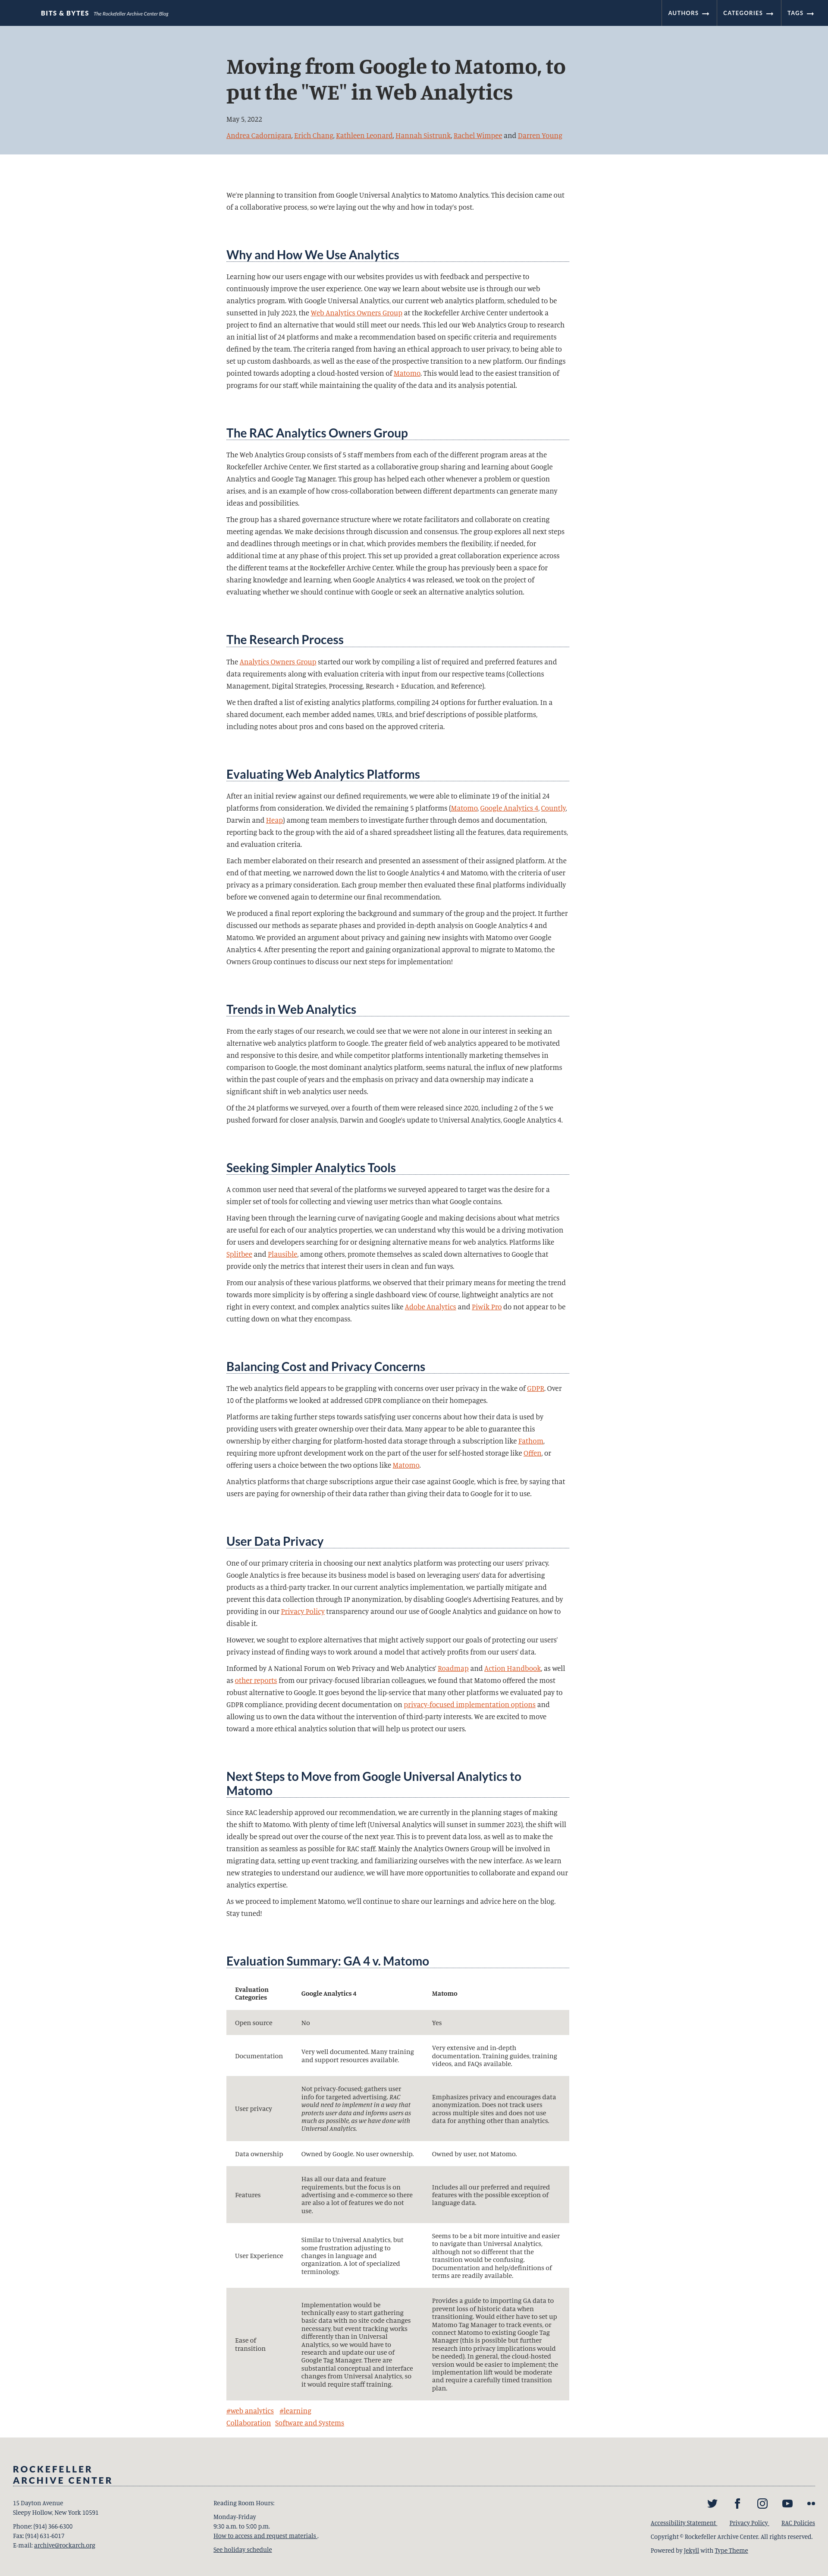 BITS & BYTES The Rockefeller Archive Center Blog
AUTHORS → CATEGORIES → TAGS →
Moving from Google to Matomo, to
put the "WE" in Web Analytics
May 5, 2022
Andrea Cadornigara, Erich Chang, Kathleen Leonard, Hannah Sistrunk, Rachel Wimpee and Darren Young
We're planning to transition from Google Universal Analytics to Matomo Analytics. This decision came out
of a collaborative process, so we're laying out the why and how in today's post.
Why and How We Use Analytics
Learning how our users engage with our websites provides us with feedback and perspective to
continuously improve the user experience. One way we learn about website use is through our web
analytics program. With Google Universal Analytics, our current web analytics platform, scheduled to be
sunsetted in July 2023, the Web Analytics Owners Group at the Rockefeller Archive Center undertook a
project to find an alternative that would still meet our needs. This led our Web Analytics Group to research
an initial list of 24 platforms and make a recommendation based on specific criteria and requirements
defined by the team. The criteria ranged from having an ethical approach to user privacy, to being able to
set up custom dashboards, as well as the ease of the prospective transition to a new platform. Our findings
pointed towards adopting a cloud-hosted version of Matomo. This would lead to the easiest transition of
programs for our staff, while maintaining the quality of the data and its analysis potential.
The RAC Analytics Owners Group
The Web Analytics Group consists of 5 staff members from each of the different program areas at the
Rockefeller Archive Center. We first started as a collaborative group sharing and learning about Google
Analytics and Google Tag Manager. This group has helped each other whenever a problem or question
arises, and is an example of how cross-collaboration between different departments can generate many
ideas and possibilities.
The group has a shared governance structure where we rotate facilitators and collaborate on creating
meeting agendas. We make decisions through discussion and consensus. The group explores all next steps
and deadlines through meetings or in chat, which provides members the flexibility, if needed, for
additional time at any phase of this project. This set up provided a great collaboration experience across
the different teams at the Rockefeller Archive Center. While the group has previously been a space for
sharing knowledge and learning, when Google Analytics 4 was released, we took on the project of
evaluating whether we should continue with Google or seek an alternative analytics solution.
The Research Process
The Analytics Owners Group started our work by compiling a list of required and preferred features and
data requirements along with evaluation criteria with input from our respective teams (Collections
Management, Digital Strategies, Processing, Research + Education, and Reference).
We then drafted a list of existing analytics platforms, compiling 24 options for further evaluation. In a
shared document, each member added names, URLs, and brief descriptions of possible platforms,
including notes about pros and cons based on the approved criteria.
Evaluating Web Analytics Platforms
After an initial review against our defined requirements, we were able to eliminate 19 of the initial 24
platforms from consideration. We divided the remaining 5 platforms (Matomo, Google Analytics 4, Countly,
Darwin and Heap) among team members to investigate further through demos and documentation,
reporting back to the group with the aid of a shared spreadsheet listing all the features, data requirements,
and evaluation criteria.
Each member elaborated on their research and presented an assessment of their assigned platform. At the
end of that meeting, we narrowed down the list to Google Analytics 4 and Matomo, with the criteria of user
privacy as a primary consideration. Each group member then evaluated these final platforms individually
before we convened again to determine our final recommendation.
We produced a final report exploring the background and summary of the group and the project. It further
discussed our methods as separate phases and provided in-depth analysis on Google Analytics 4 and
Matomo. We provided an argument about privacy and gaining new insights with Matomo over Google
Analytics 4. After presenting the report and gaining organizational approval to migrate to Matomo, the
Owners Group continues to discuss our next steps for implementation!
Trends in Web Analytics
From the early stages of our research, we could see that we were not alone in our interest in seeking an
alternative web analytics platform to Google. The greater field of web analytics appeared to be motivated
and responsive to this desire, and while competitor platforms intentionally marketing themselves in
comparison to Google, the most dominant analytics platform, seems natural, the influx of new platforms
within the past couple of years and the emphasis on privacy and data ownership may indicate a
significant shift in web analytics user needs.
Of the 24 platforms we surveyed, over a fourth of them were released since 2020, including 2 of the 5 we
pushed forward for closer analysis, Darwin and Google's update to Universal Analytics, Google Analytics 4.
Seeking Simpler Analytics Tools
A common user need that several of the platforms we surveyed appeared to target was the desire for a
simpler set of tools for collecting and viewing user metrics than what Google contains.
Having been through the learning curve of navigating Google and making decisions about what metrics
are useful for each of our analytics properties, we can understand why this would be a driving motivation
for users and developers searching for or designing alternative means for web analytics. Platforms like
Splitbee and Plausible, among others, promote themselves as scaled down alternatives to Google that
provide only the metrics that interest their users in clean and fun ways.
From our analysis of these various platforms, we observed that their primary means for meeting the trend
towards more simplicity is by offering a single dashboard view. Of course, lightweight analytics are not
right in every context, and complex analytics suites like Adobe Analytics and Piwik Pro do not appear to be
cutting down on what they encompass.
Balancing Cost and Privacy Concerns
The web analytics field appears to be grappling with concerns over user privacy in the wake of GDPR. Over
10 of the platforms we looked at addressed GDPR compliance on their homepages.
Platforms are taking further steps towards satisfying user concerns about how their data is used by
providing users with greater ownership over their data. Many appear to be able to guarantee this
ownership by either charging for platform-hosted data storage through a subscription like Fathom,
requiring more upfront development work on the part of the user for self-hosted storage like Offen, or
offering users a choice between the two options like Matomo.
Analytics platforms that charge subscriptions argue their case against Google, which is free, by saying that
users are paying for ownership of their data rather than giving their data to Google for it to use.
User Data Privacy
One of our primary criteria in choosing our next analytics platform was protecting our users' privacy.
Google Analytics is free because its business model is based on leveraging users' data for advertising
products as a third-party tracker. In our current analytics implementation, we partially mitigate and
prevent this data collection through IP anonymization, by disabling Google's Advertising Features, and by
providing in our Privacy Policy transparency around our use of Google Analytics and guidance on how to
disable it.
However, we sought to explore alternatives that might actively support our goals of protecting our users'
privacy instead of finding ways to work around a model that actively profits from our users' data.
Informed by A National Forum on Web Privacy and Web Analytics' Roadmap and Action Handbook, as well
as other reports from our privacy-focused librarian colleagues, we found that Matomo offered the most
robust alternative to Google. It goes beyond the lip-service that many other platforms we evaluated pay to
GDPR compliance, providing decent documentation on privacy-focused implementation options and
allowing us to own the data without the intervention of third-party interests. We are excited to move
toward a more ethical analytics solution that will help us protect our users.
Next Steps to Move from Google Universal Analytics to
Matomo
Since RAC leadership approved our recommendation, we are currently in the planning stages of making
the shift to Matomo. With plenty of time left (Universal Analytics will sunset in summer 2023), the shift will
ideally be spread out over the course of the next year. This is to prevent data loss, as well as to make the
transition as seamless as possible for RAC staff. Mainly the Analytics Owners Group will be involved in
migrating data, setting up event tracking, and familiarizing ourselves with the new interface. As we learn
new strategies to understand our audience, we will have more opportunities to collaborate and expand our
analytics expertise.
As we proceed to implement Matomo, we'll continue to share our learnings and advice here on the blog.
Stay tuned!
Evaluation Summary: GA 4 v. Matomo
Evaluation
Categories
Google Analytics 4
Matomo
Open source
No
Yes
Documentation
Very well documented. Many training
and support resources available.
Very extensive and in-depth
documentation. Training guides, training
videos, and FAQs available.
User privacy
Not privacy-focused; gathers user
info for targeted advertising. RAC
would need to implement in a way that
protects user data and informs users as
much as possible, as we have done with
Universal Analytics.
Emphasizes privacy and encourages data
anonymization. Does not track users
across multiple sites and does not use
data for anything other than analytics.
Data ownership
Owned by Google. No user ownership.
Owned by user, not Matomo.
Features
Has all our data and feature
requirements, but the focus is on
advertising and e-commerce so there
are also a lot of features we do not
use.
Includes all our preferred and required
features with the possible exception of
language data.
User Experience
Similar to Universal Analytics, but
some frustration adjusting to
changes in language and
organization. A lot of specialized
terminology.
Seems to be a bit more intuitive and easier
to navigate than Universal Analytics,
although not so different that the
transition would be confusing.
Documentation and help/definitions of
terms are readily available.
Ease of
transition
Implementation would be
technically easy to start gathering
basic data with no site code changes
necessary, but event tracking works
differently than in Universal
Analytics, so we would have to
research and update our use of
Google Tag Manager. There are
substantial conceptual and interface
changes from Universal Analytics, so
it would require staff training.
Provides a guide to importing GA data to
prevent loss of historic data when
transitioning. Would either have to set up
Matomo Tag Manager to track events, or
connect Matomo to existing Google Tag
Manager (this is possible but further
research into privacy implications would
be needed). In general, the cloud-hosted
version would be easier to implement; the
implementation lift would be moderate
and require a carefully timed transition
plan.
#web analytics #learning
Collaboration Software and Systems
ROCKEFELLER
ARCHIVE CENTER
15 Dayton Avenue
Sleepy Hollow, New York 10591
Phone: (914) 366-6300
Fax: (914) 631-6017
E-mail: archive@rockarch.org
Reading Room Hours:
Monday-Friday
9:30 a.m. to 5:00 p.m.
How to access and request materials.
See holiday schedule
Accessibility Statement Privacy Policy RAC Policies
Copyright © Rockefeller Archive Center. All rights reserved.
Powered by Jekyll with Type Theme